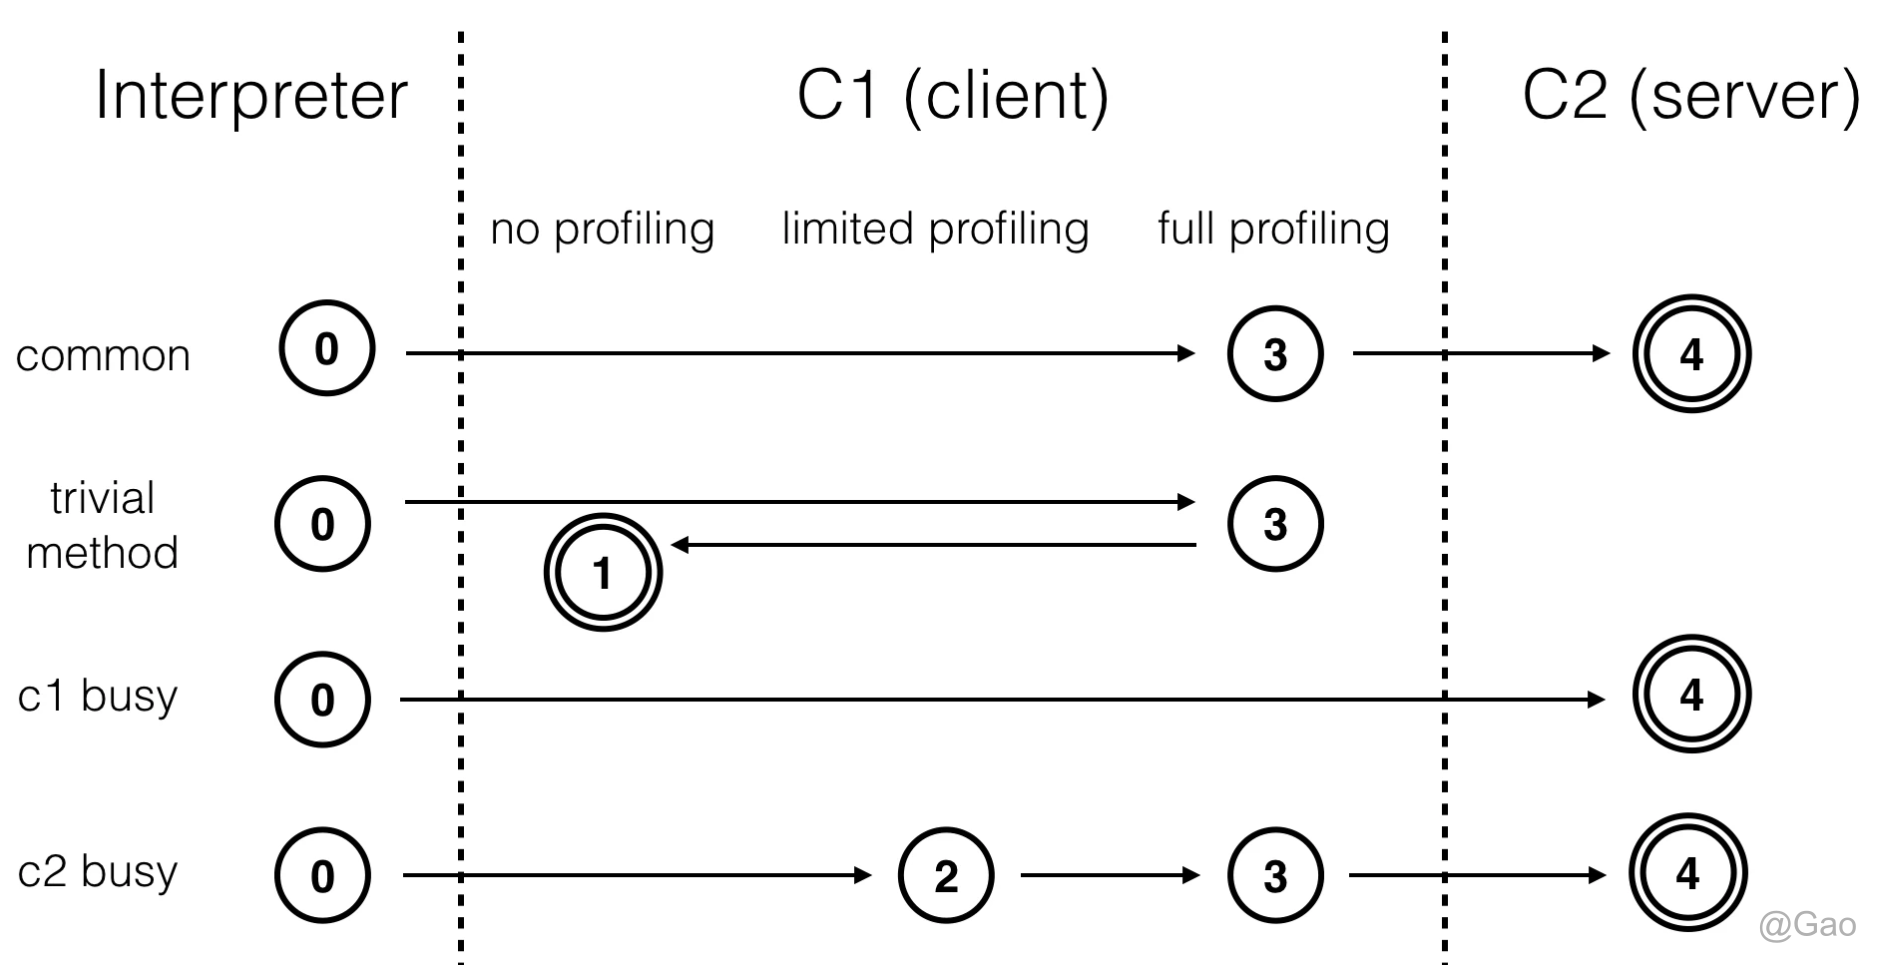 Interpreter C1 (client) C2 (server)
no profiling limited profiling full profiling
common 0 3 4
trivial
method
0 3
1
c1 busy 0 4
c2 busy 0 2 3 4
@Gao